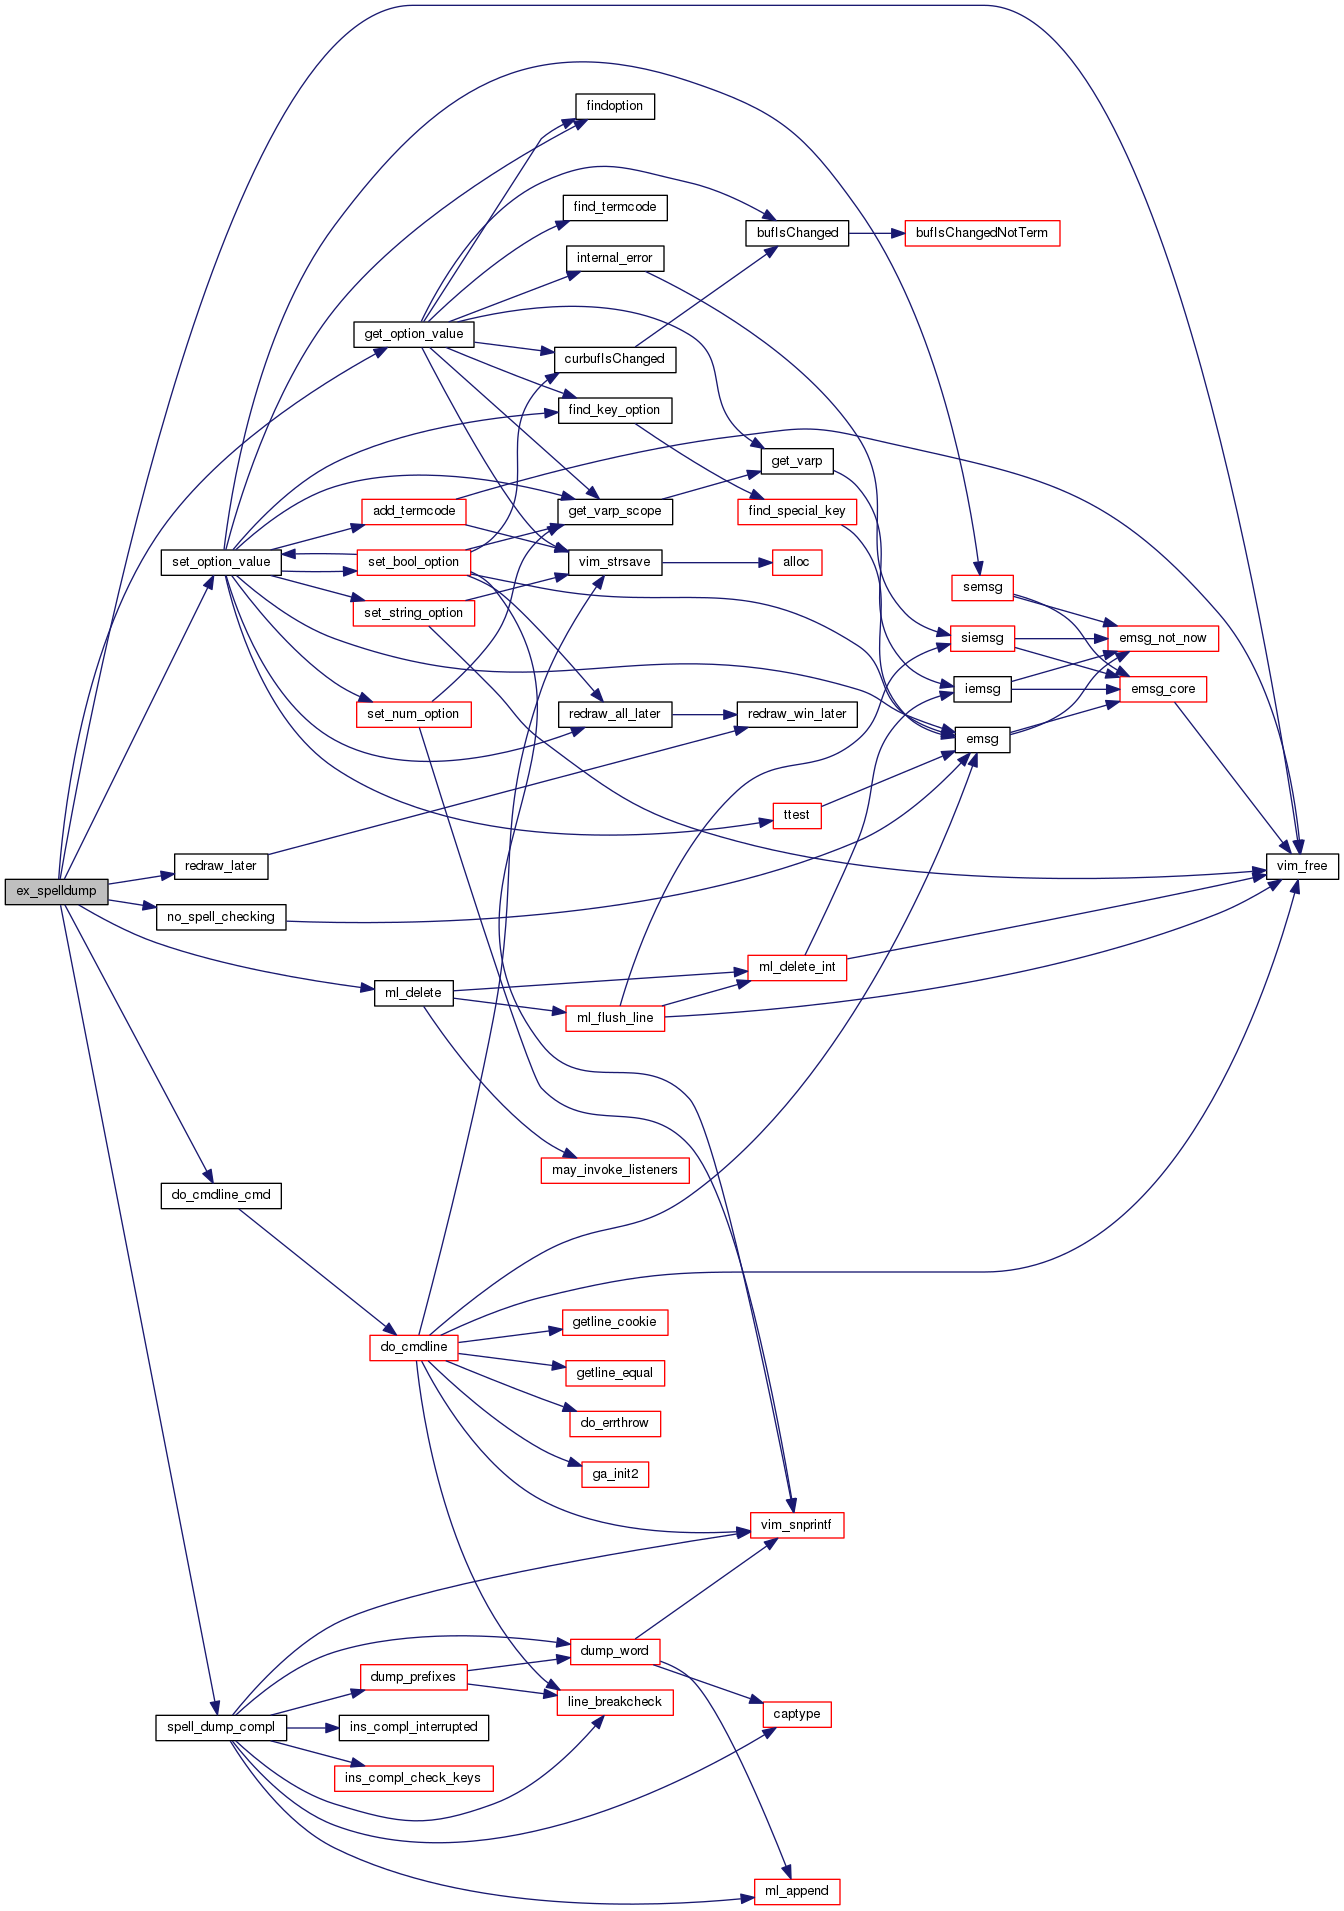 findoption
find_termcode
bufIsChanged
bufIsChangedNotTerm
internal_error
get_option_value
curbufIsChanged
find_key_option
get_varp
add_termcode
get_varp_scope
find_special_key
set_option_value
set_bool_option
vim_strsave
alloc
semsg
set_string_option
siemsg
emsg_not_now
iemsg
emsg_core
set_num_option
redraw_all_later
redraw_win_later
emsg
ttest
redraw_later
vim_free
ex_spelldump
no_spell_checking
ml_delete_int
ml_delete
ml_flush_line
may_invoke_listeners
do_cmdline_cmd
getline_cookie
do_cmdline
getline_equal
do_errthrow
ga_init2
vim_snprintf
dump_word
dump_prefixes
line_breakcheck
captype
spell_dump_compl
ins_compl_interrupted
ins_compl_check_keys
ml_append